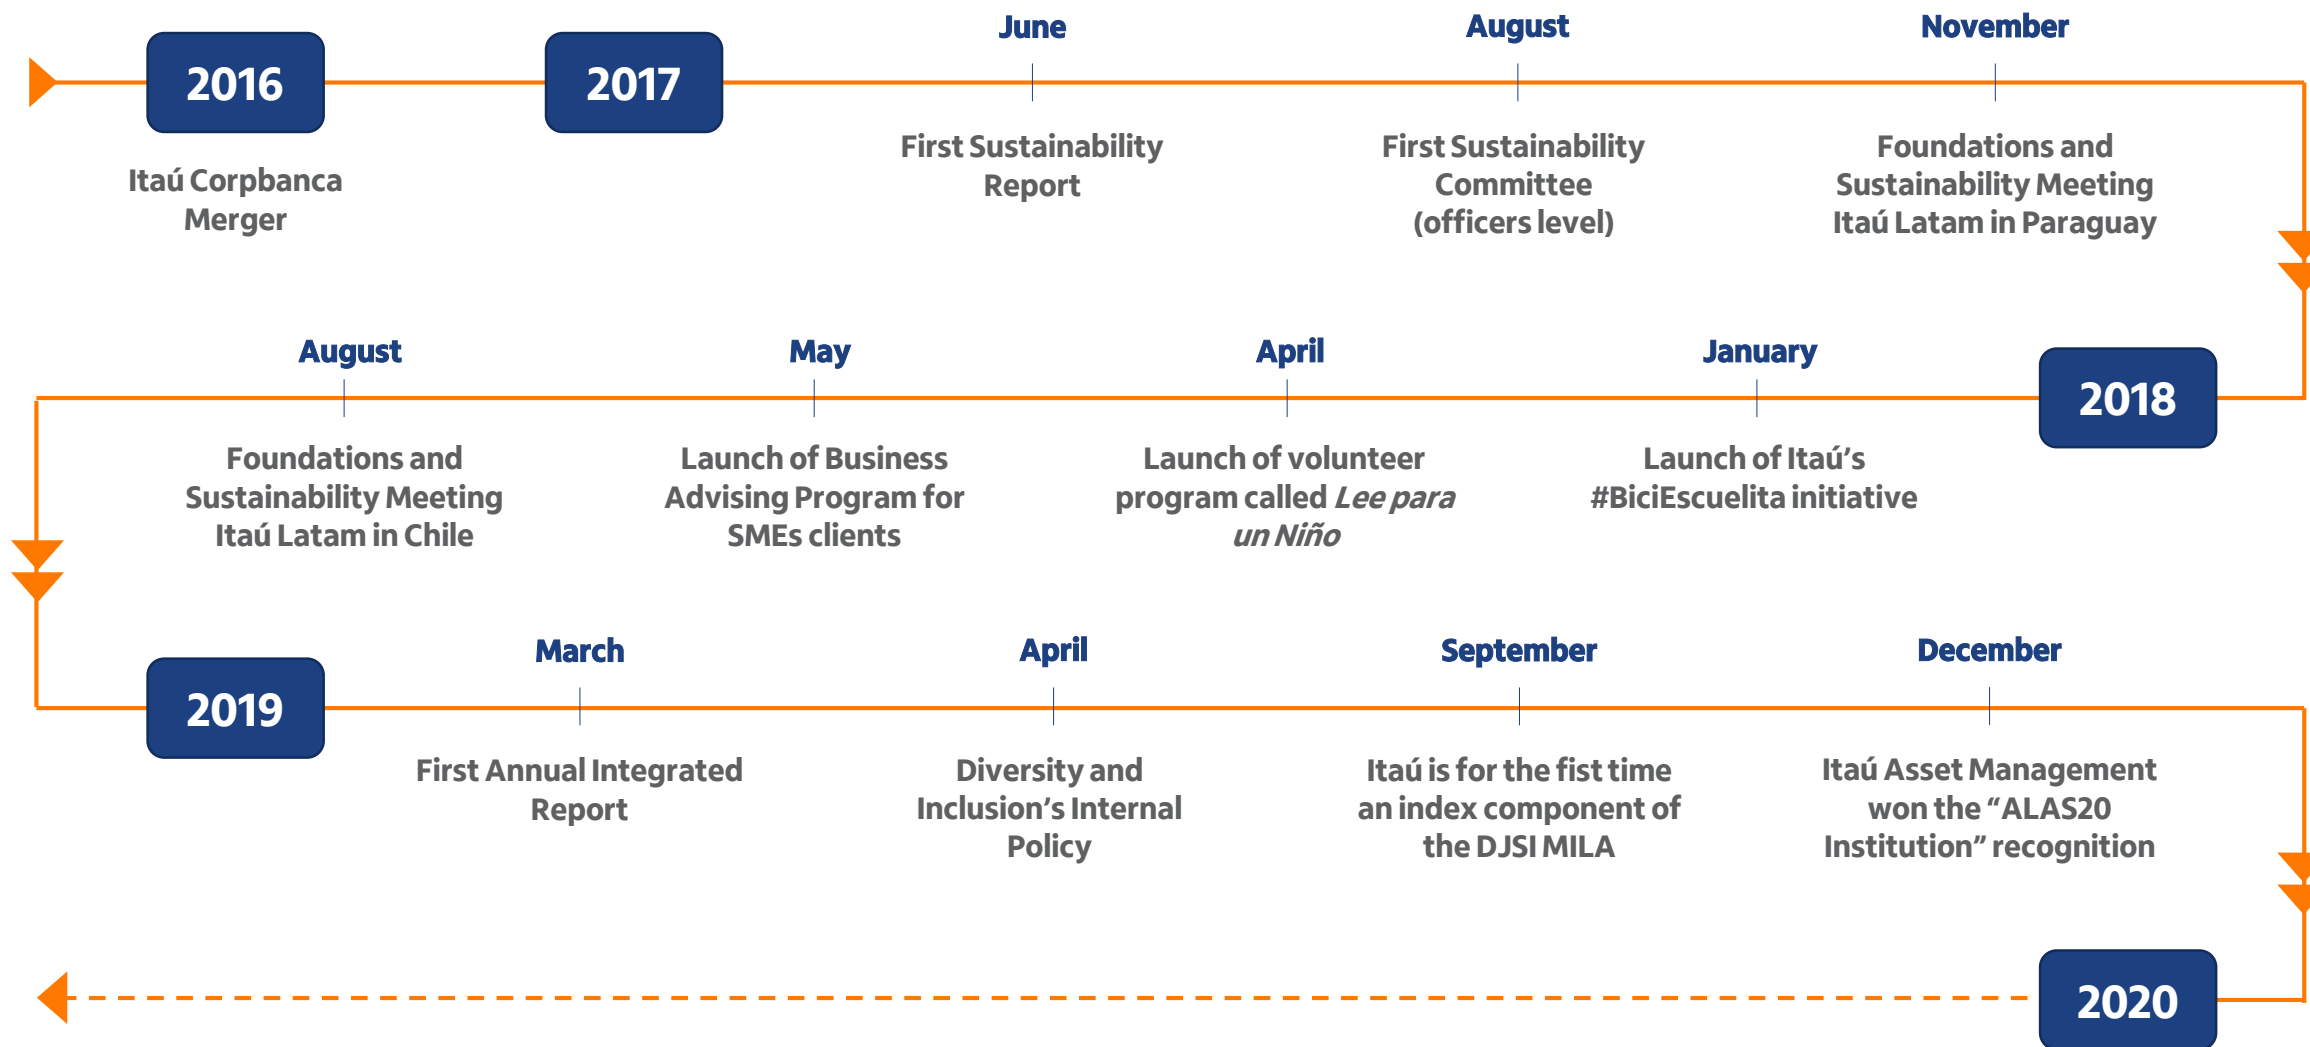 2016
Itaú Corpbanca
Merger
2017
June
First Sustainability
Report
August
First Sustainability
Committee
(officers level)
November
Foundations and
Sustainability Meeting
Itaú Latam in Paraguay
2018
January
Launch of Itaú’s
#BiciEscuelita initiative
April
Launch of volunteer
program called Lee para
un Niño
May
Launch of Business
Advising Program for
SMEs clients
August
Foundations and
Sustainability Meeting
Itaú Latam in Chile
2019
March
First Annual Integrated
Report
April
Diversity and
Inclusion’s Internal
Policy
September
Itaú is for the fist time
an index component of
the DJSI MILA
December
Itaú Asset Management
won the “ALAS20
Institution” recognition
2020